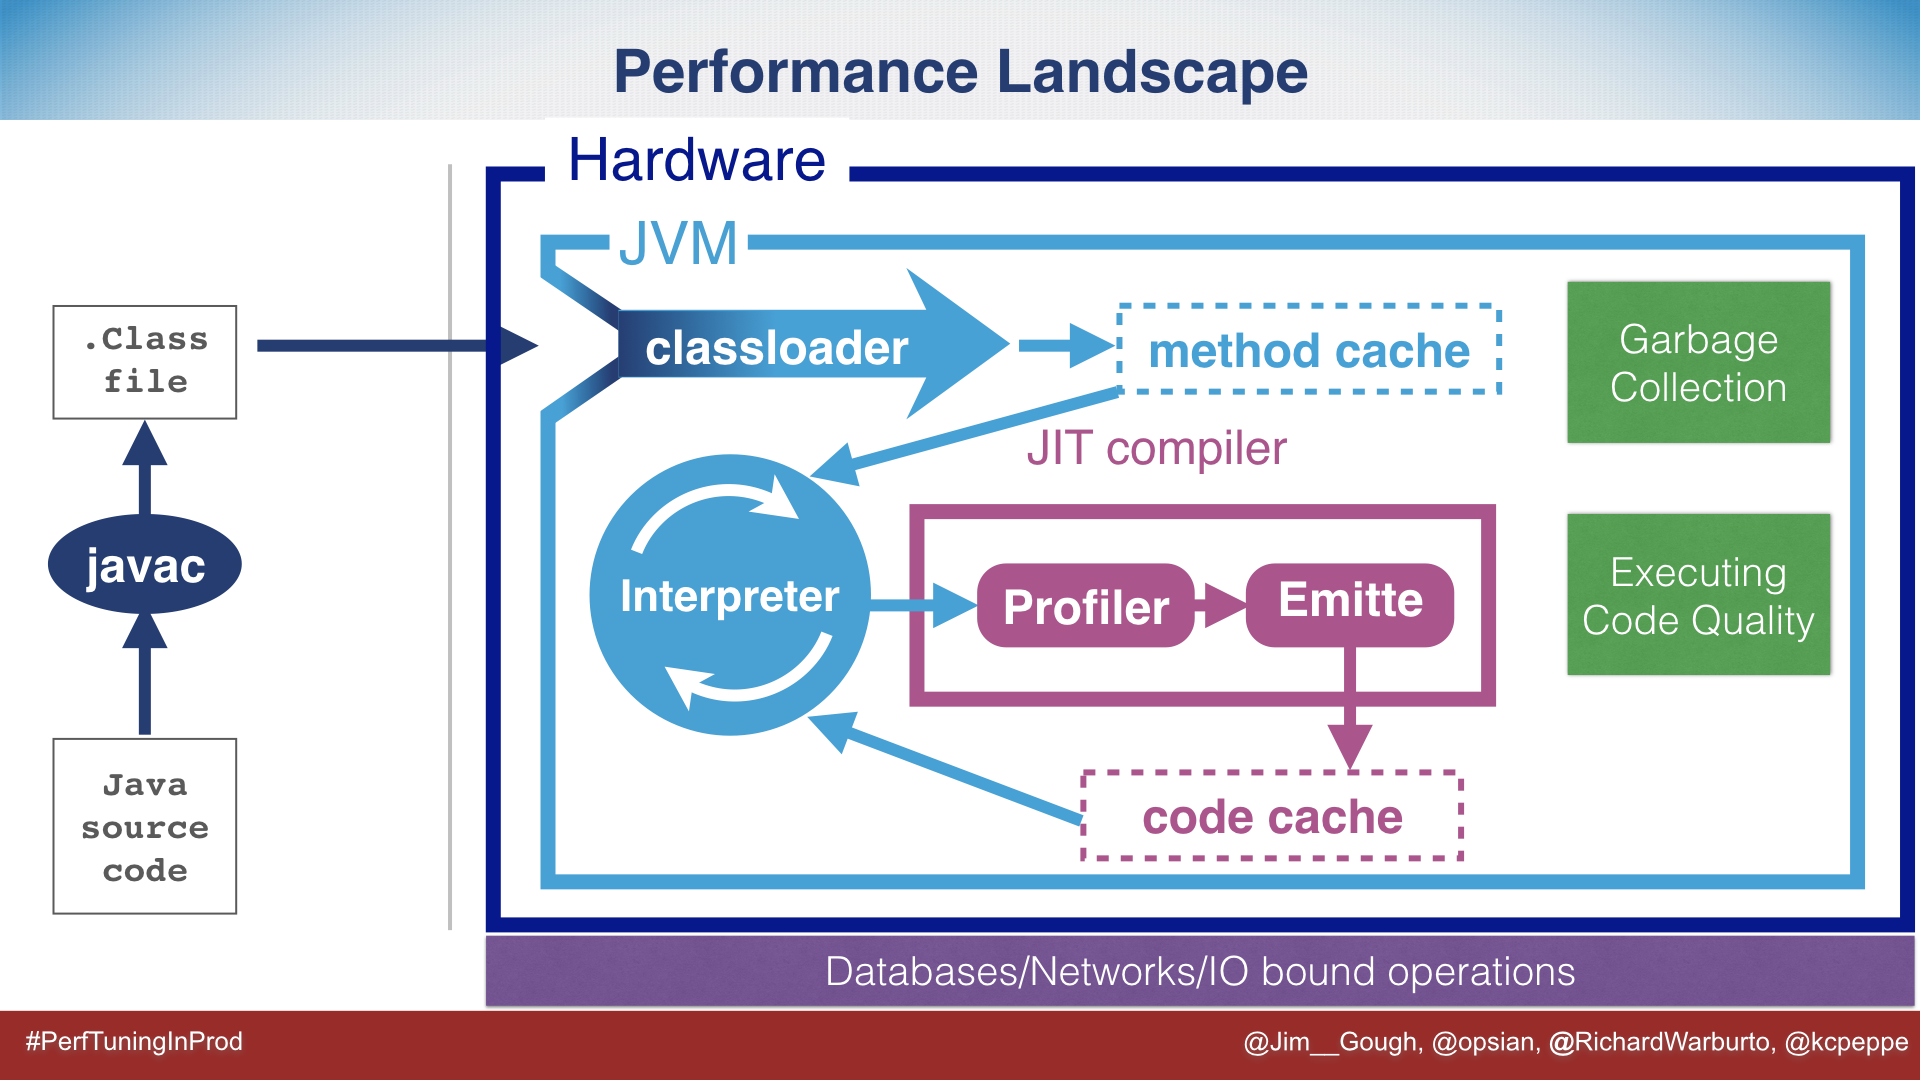 Performance Landscape
Hardware
JVM
.Class
file
classloader
method cache
Garbage
Collection
JIT compiler
javac
Interpreter
Profiler
Emitte
Executing
Code Quality
Java
source
code
code cache
Databases/Networks/IO bound operations
#PerfTuningInProd
@Jim__Gough, @opsian, @RichardWarburto, @kcpeppe